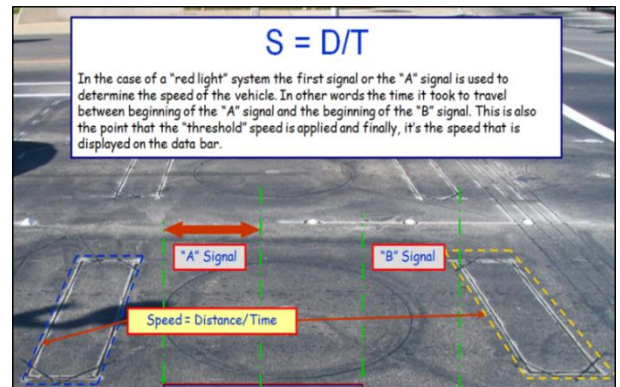 S = D/T
In the case of a “red light” system the first signal or the “A” signal is used to
determine the speed of the vehicle. In other words the time it took to travel
between beginning of the “A” signal and the beginning of the “B” signal. This is also
the point that the “threshold” speed is applied and finally, it’s the speed that is
displayed on the data bar.
“A” Signal
“B” Signal
Speed = Distance/Time